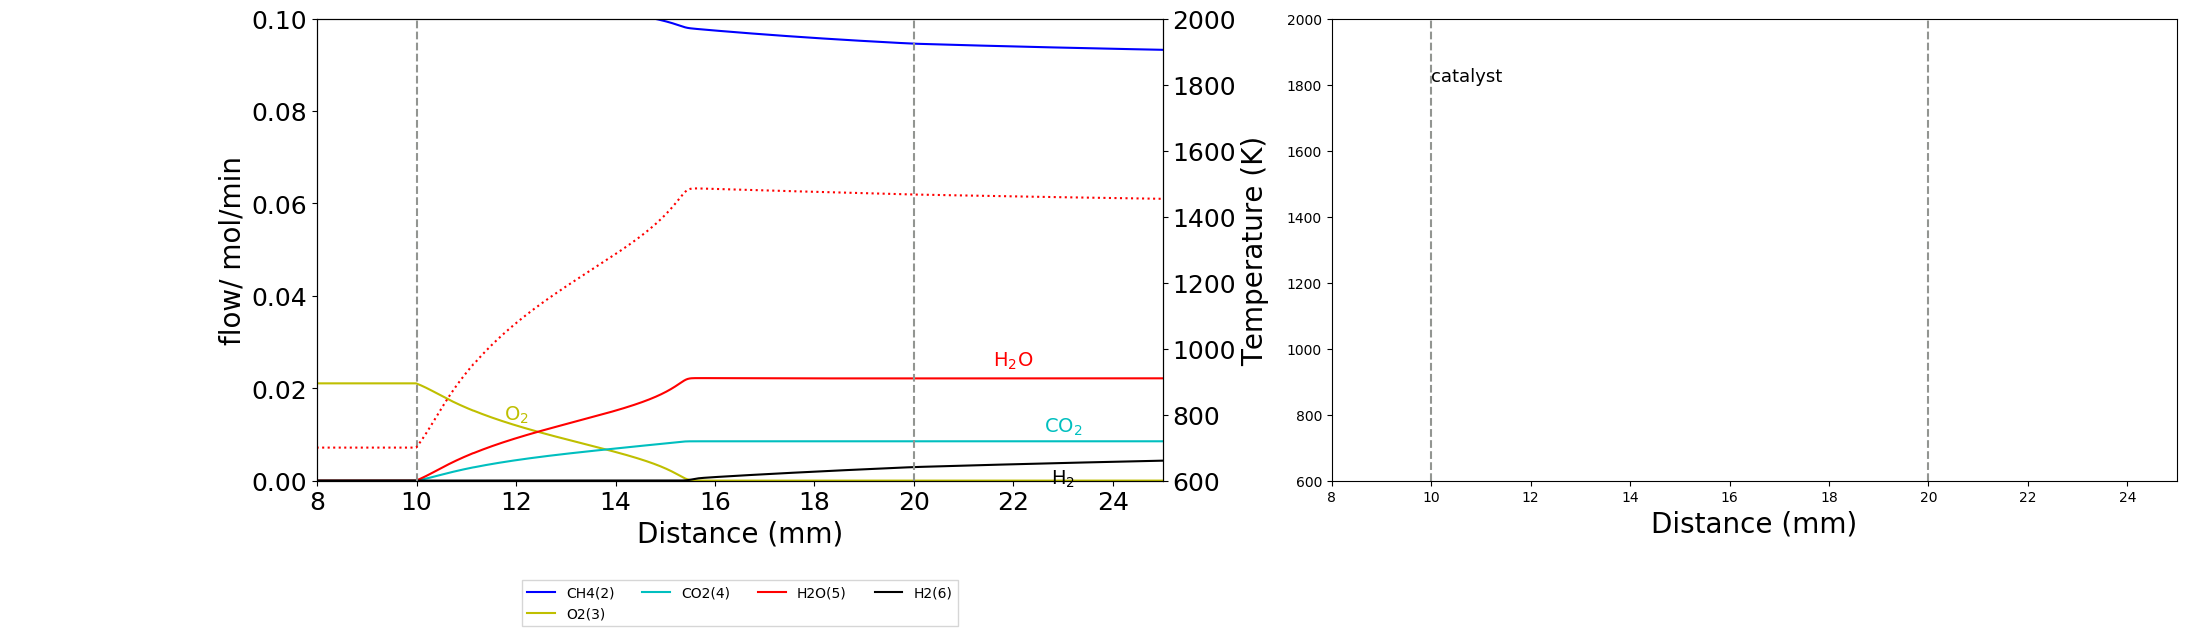 0.10
0.08
0.06
0.04
0.02
0.00
flow/ mol/min
8 10 12 14 16 18 20 22 24
Distance (mm)
2000
1800
1600
1400
1200
1000
800
600
Temperature (K)
H₂O
O₂
CO₂
H₂
CH4(2) CO2(4) H2O(5) H2(6)
O2(3)
2000
1800
1600
1400
1200
1000
800
600
catalyst
8 10 12 14 16 18 20 22 24
Distance (mm)